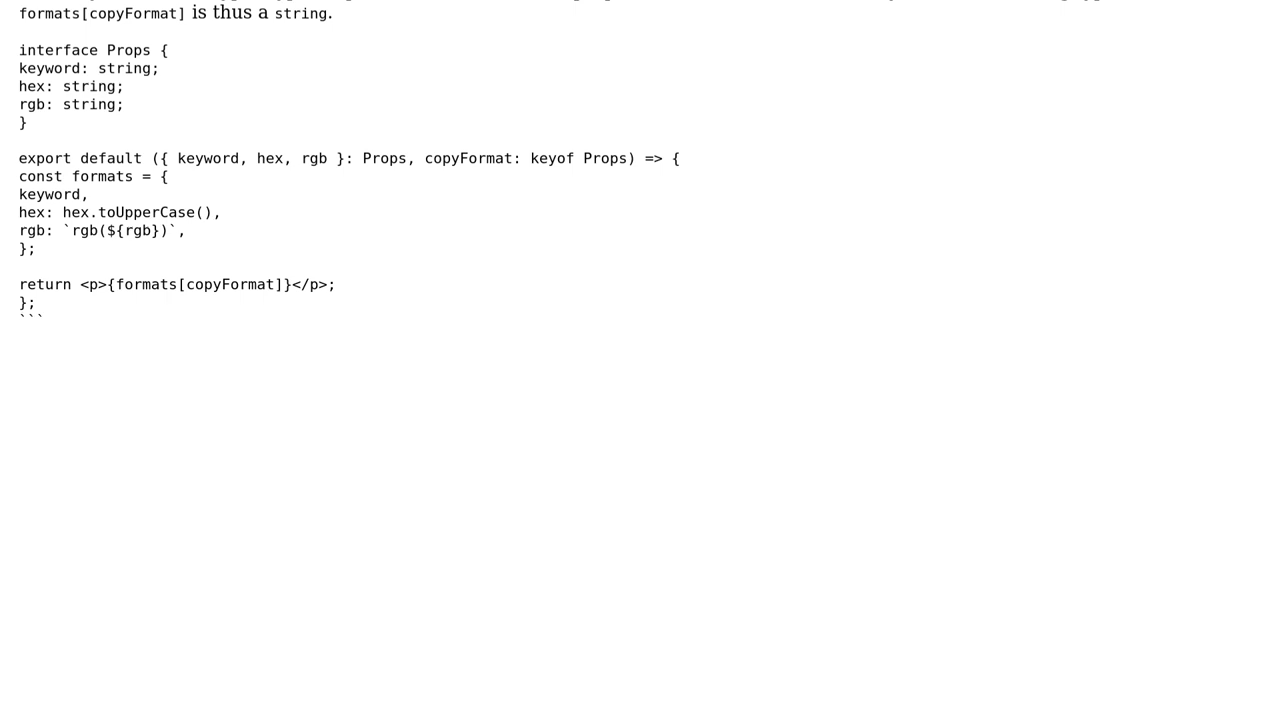 formats[copyFormat] is thus a string.
interface Props {
keyword: string;
hex: string;
rgb: string;
}
export default ({ keyword, hex, rgb }: Props, copyFormat: keyof Props) => {
const formats = {
keyword,
hex: hex.toUpperCase(),
rgb: `rgb(${rgb})`,
};
return <p>{formats[copyFormat]}</p>;
};
```